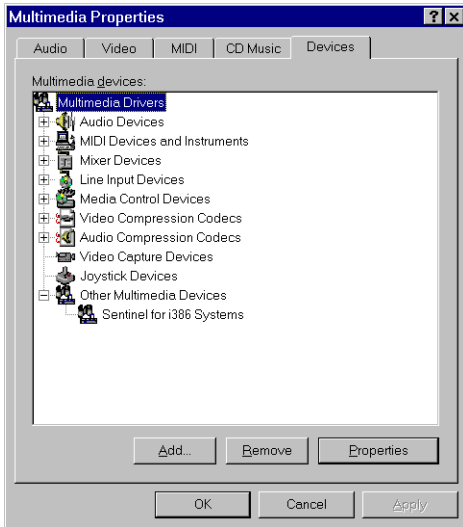 Multimedia Properties
Audio Video MIDI CD Music Devices
Multimedia devices:
Multimedia Drivers
Audio Devices
MIDI Devices and Instruments
Mixer Devices
Line Input Devices
Media Control Devices
Video Compression Codecs
Audio Compression Codecs
Video Capture Devices
Joystick Devices
Other Multimedia Devices
Sentinel for i386 Systems
Add... Remove Properties
OK Cancel Apply